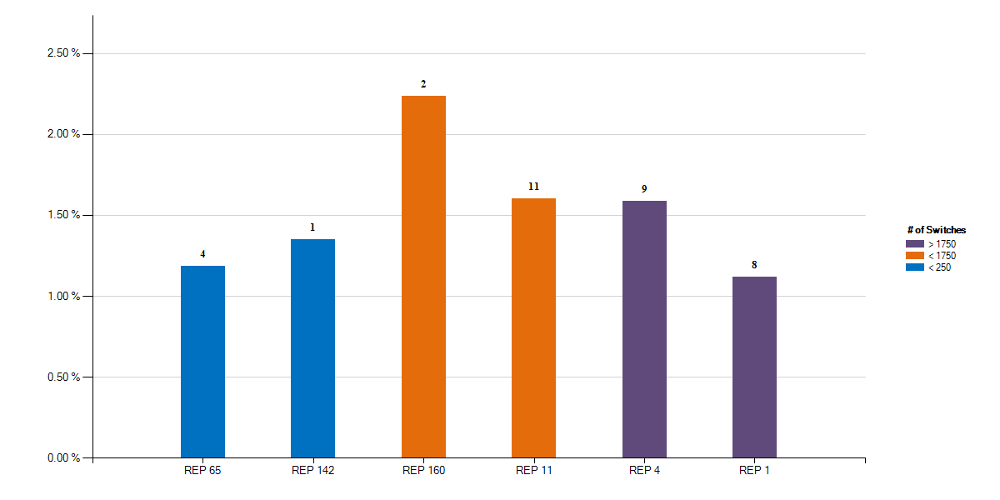 2.50 %
2.00 %
1.50 %
1.00 %
0.50 %
0.00 %
2
11
9
1
4
8
REP 65
REP 142
REP 160
REP 11
REP 4
REP 1
# of Switches
> 1750
< 1750
< 250